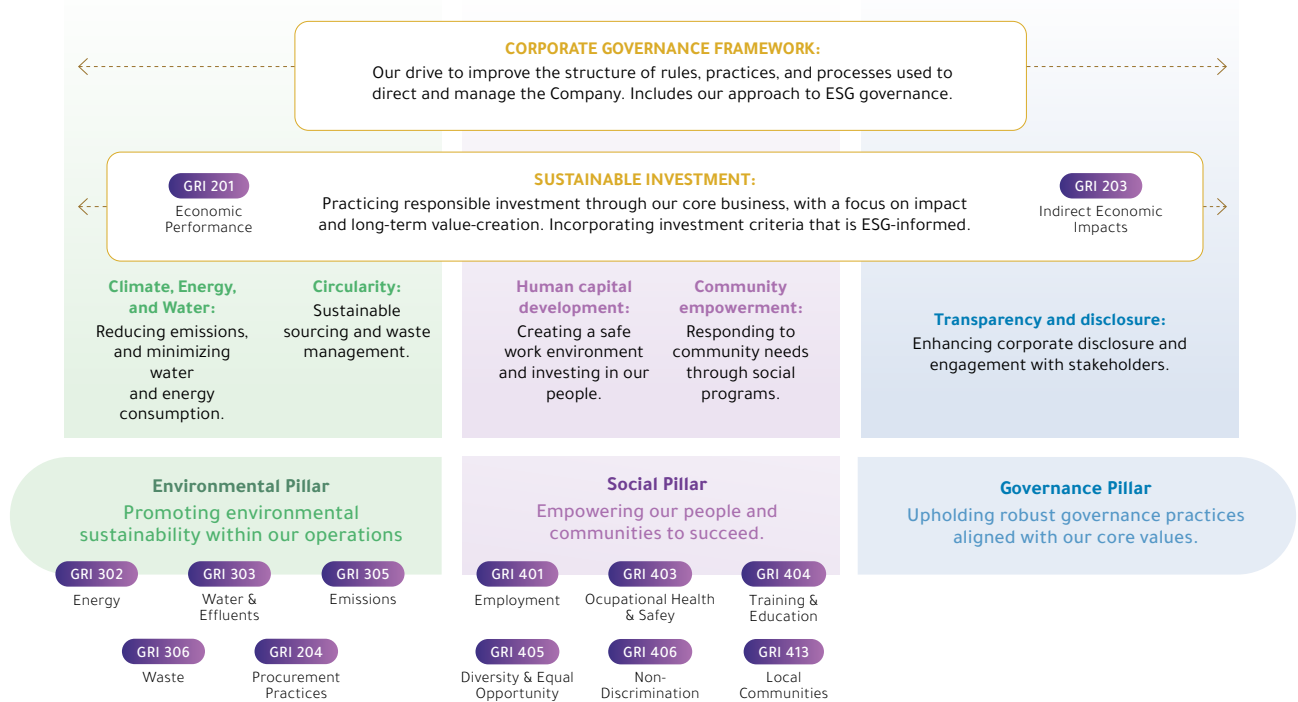 CORPORATE GOVERNANCE FRAMEWORK:
Our drive to improve the structure of rules, practices, and processes used to
direct and manage the Company. Includes our approach to ESG governance.
GRI 201
Economic
Performance
SUSTAINABLE INVESTMENT:
Practicing responsible investment through our core business, with a focus on impact
and long-term value-creation. Incorporating investment criteria that is ESG-informed.
GRI 203
Indirect Economic
Impacts
Climate, Energy,
and Water:
Reducing emissions,
and minimizing
water
and energy
consumption.
Circularity:
Sustainable
sourcing and waste
management.
Human capital
development:
Creating a safe
work environment
and investing in our
people.
Community
empowerment:
Responding to
community needs
through social
programs.
Transparency and disclosure:
Enhancing corporate disclosure and
engagement with stakeholders.
Environmental Pillar
Promoting environmental
sustainability within our operations
Social Pillar
Empowering our people and
communities to succeed.
Governance Pillar
Upholding robust governance practices
aligned with our core values.
GRI 302
Energy
GRI 303
Water &
Effluents
GRI 305
Emissions
GRI 306
Waste
GRI 204
Procurement
Practices
GRI 401
Employment
GRI 403
Ocupational Health
& Safey
GRI 404
Training &
Education
GRI 405
Diversity & Equal
Opportunity
GRI 406
Non-
Discrimination
GRI 413
Local
Communities